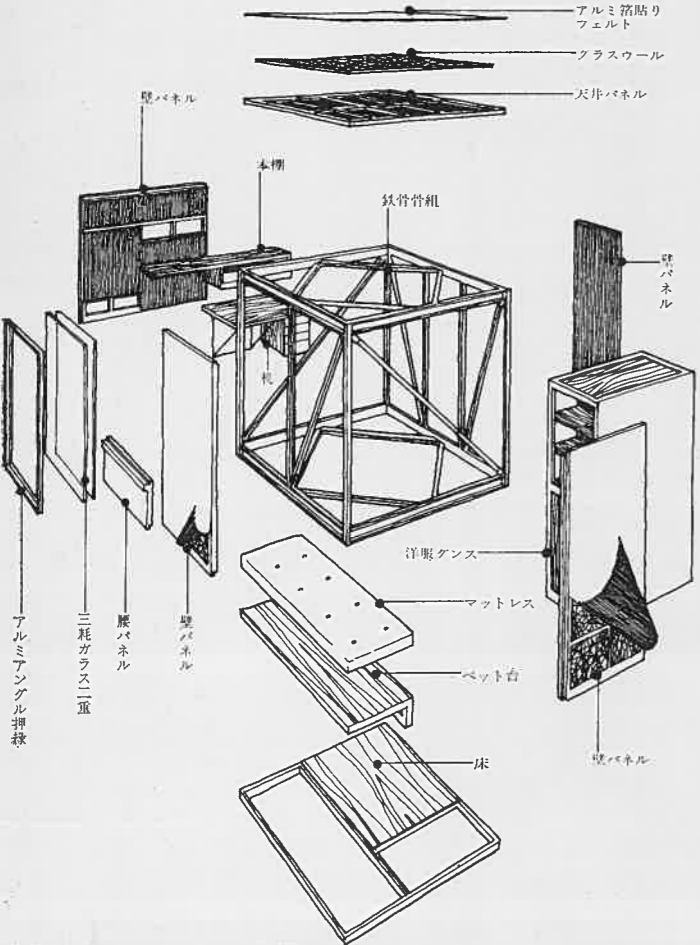 アルミ箔貼り
フェルト
グラスウール
天井パネル
壁パネル
本棚
鉄骨骨組
壁パネル
机
洋服ダンス
マットレス
ベット台
床
アルミアングル押縁
三粍ガラス二重
腰パネル
壁パネル
壁パネル